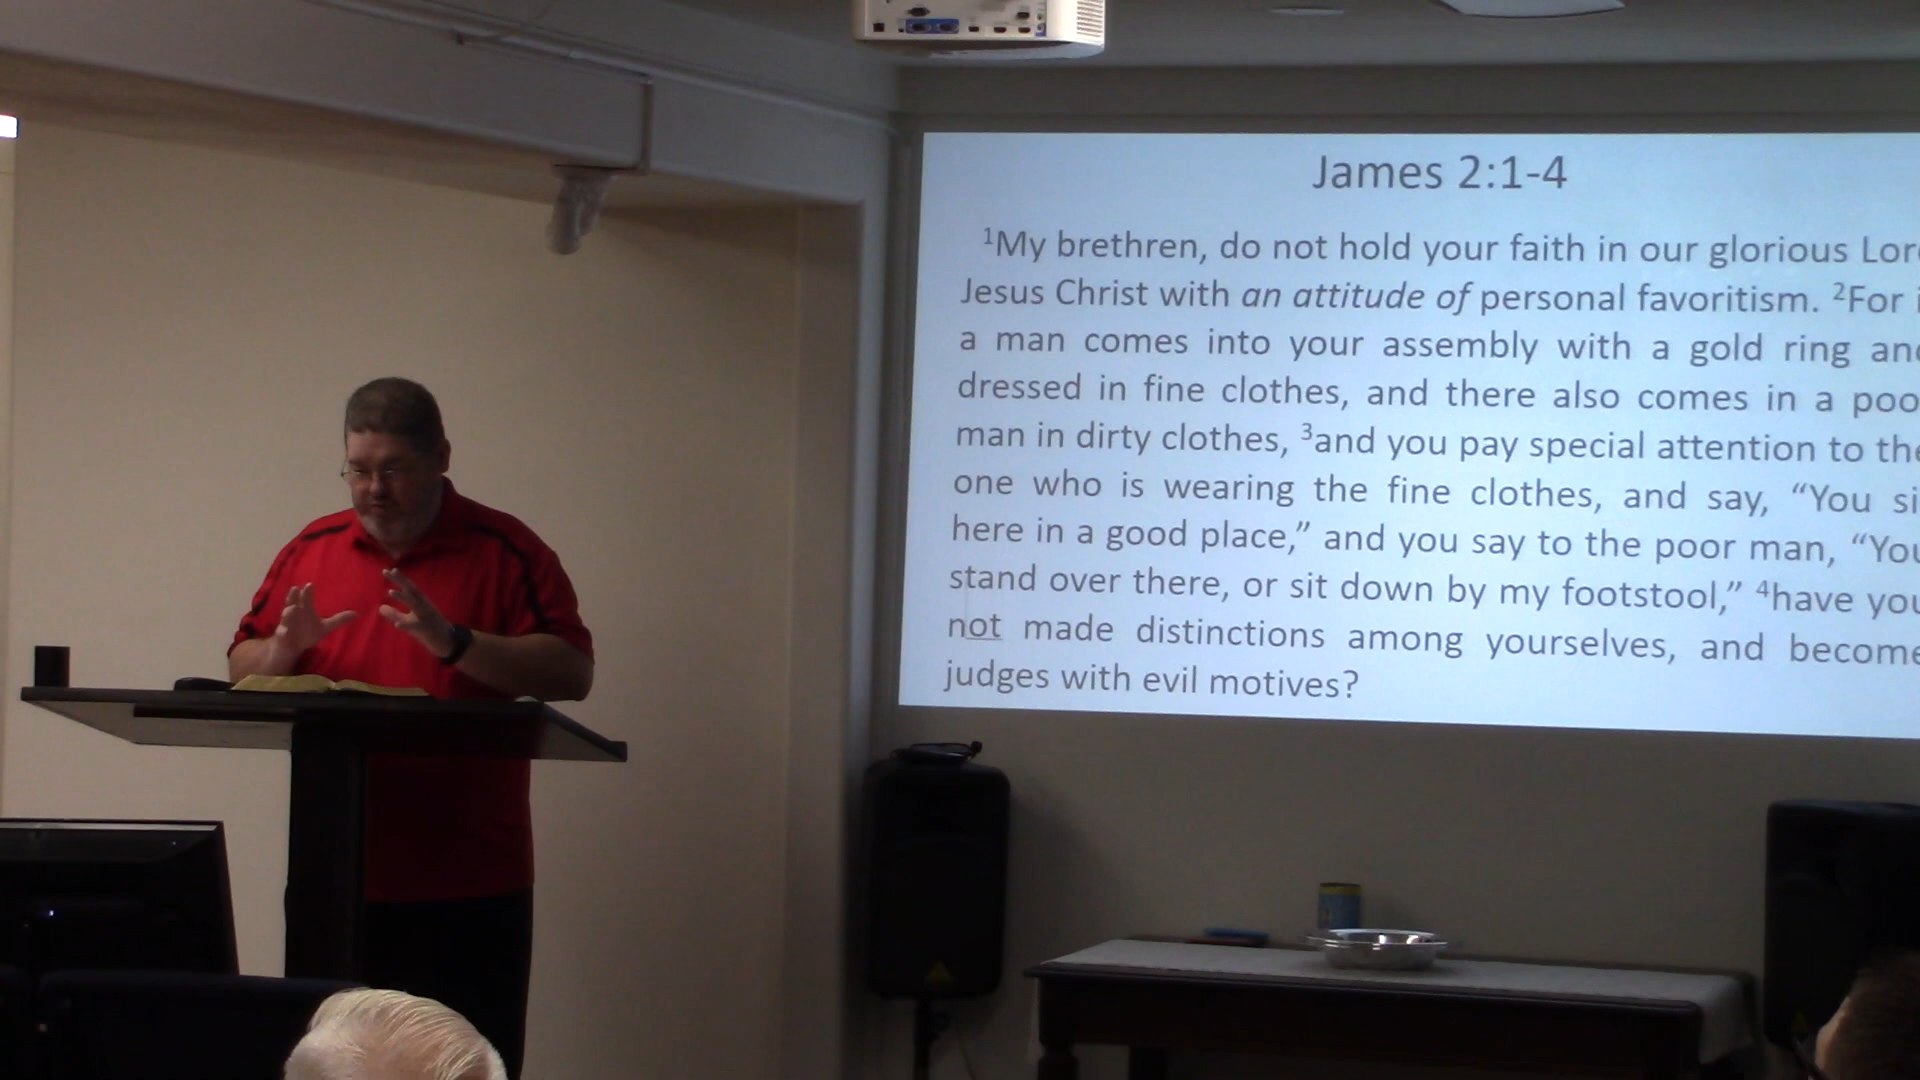 James 2:1-4
¹My brethren, do not hold your faith in our glorious Lor
Jesus Christ with an attitude of personal favoritism. ²For
a man comes into your assembly with a gold ring an
dressed in fine clothes, and there also comes in a poo
man in dirty clothes, ³and you pay special attention to the
one who is wearing the fine clothes, and say, “You si
here in a good place,” and you say to the poor man, “You
stand over there, or sit down by my footstool,” ⁴have you
not made distinctions among yourselves, and become
judges with evil motives?